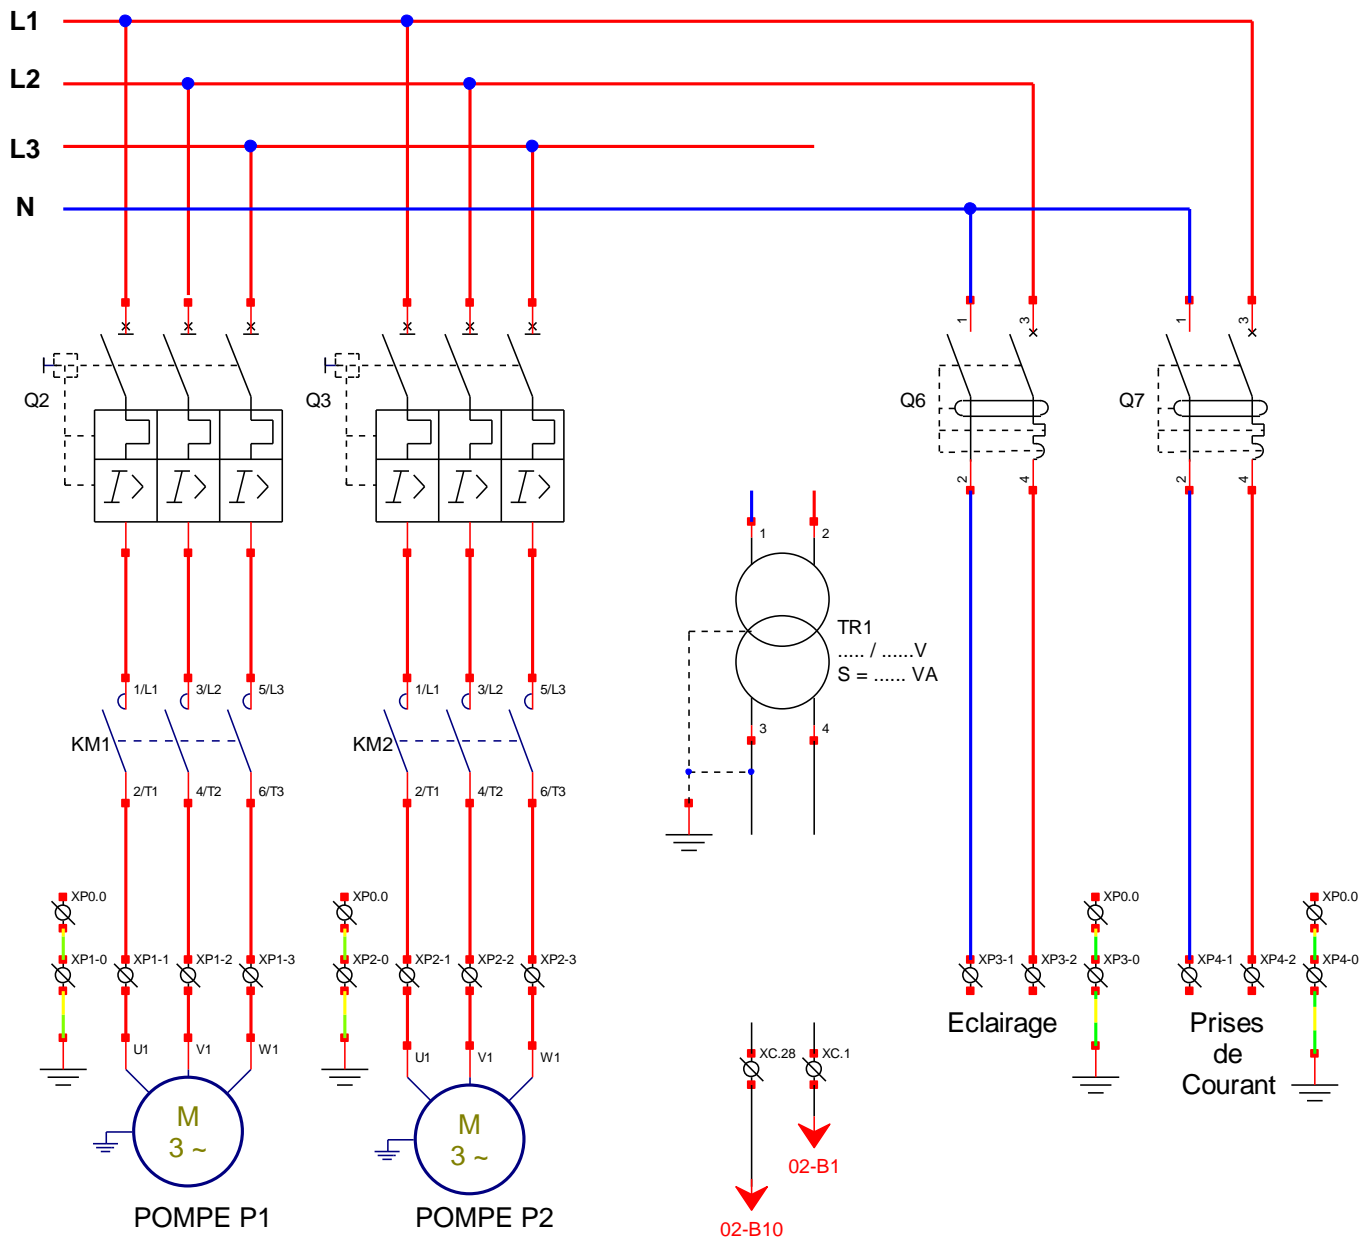 L1
L2
L3
N
Q2
Q3
Q6
1
3
2
4
Q7
1
3
2
4
I >
I >
I >
I >
I >
I >
1
2
TR1
..... / ......V
S = ...... VA
3
4
KM1
1/L1
3/L2
5/L3
2/T1
4/T2
6/T3
KM2
1/L1
3/L2
5/L3
2/T1
4/T2
6/T3
XP0.0
XP0.0
XP0.0
XP0.0
XP1-0
XP1-1
XP1-2
XP1-3
XP2-0
XP2-1
XP2-2
XP2-3
XP3-1
XP3-2
XP3-0
XP4-1
XP4-2
XP4-0
Eclairage
Prises
de
Courant
U1
V1
W1
U1
V1
W1
XC.28
XC.1
M
3 ~
M
3 ~
02-B1
02-B10
POMPE P1
POMPE P2